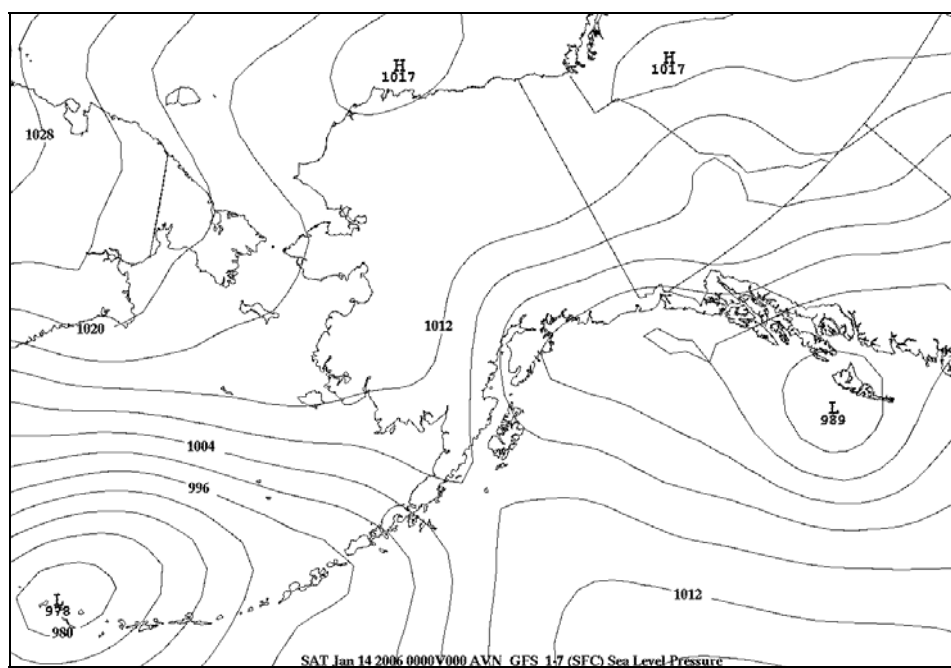 H
1017
H
1017
1028
1020
1012
L
989
1004
996
1012
L
978
980
SAT Jan 14 2006 0000V000 AVN GFS 1-7 (SFC) Sea Level Pressure